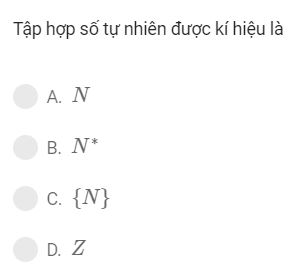 Tập hợp số tự nhiên được kí hiệu là
A. N
B. N*
C. {N}
D. Z